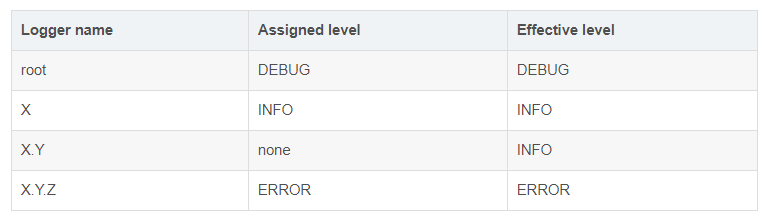 Logger name Assigned level Effective level
root DEBUG DEBUG
X INFO INFO
X.Y none INFO
X.Y.Z ERROR ERROR